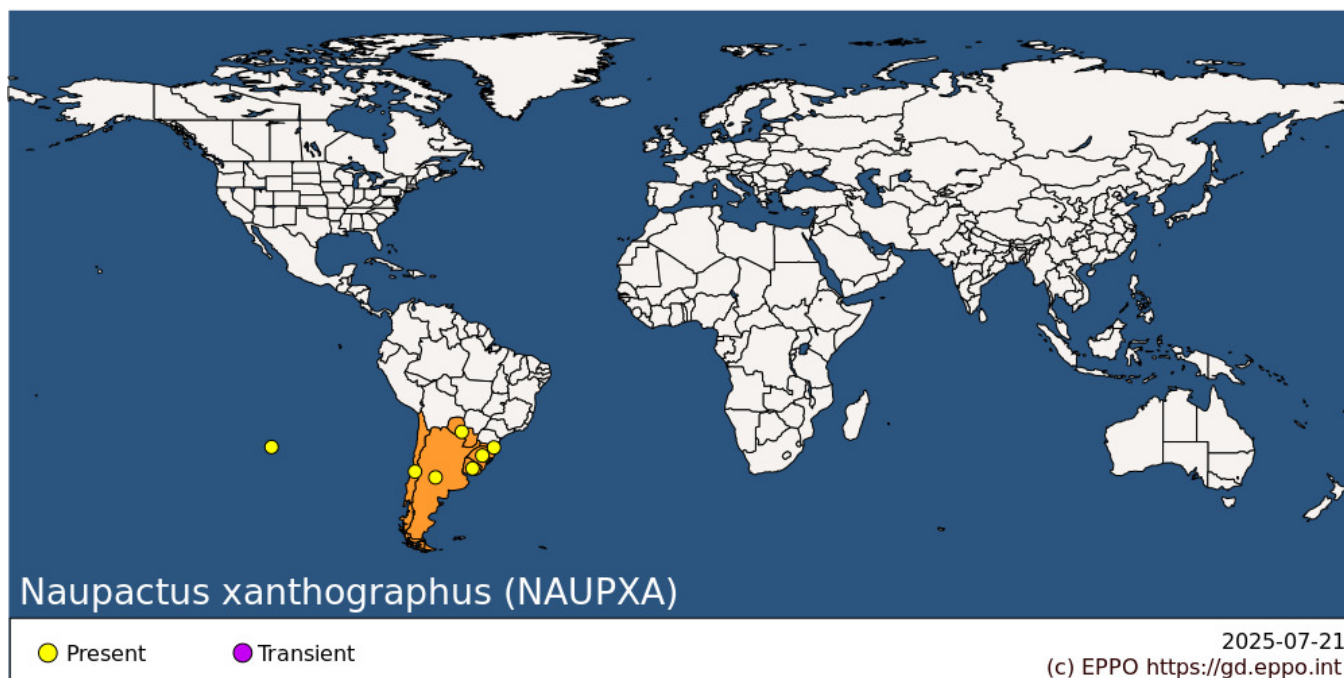 Naupactus xanthographus (NAUPXA)
Present
Transient
2025-07-21
(c) EPPO https://gd.eppo.int